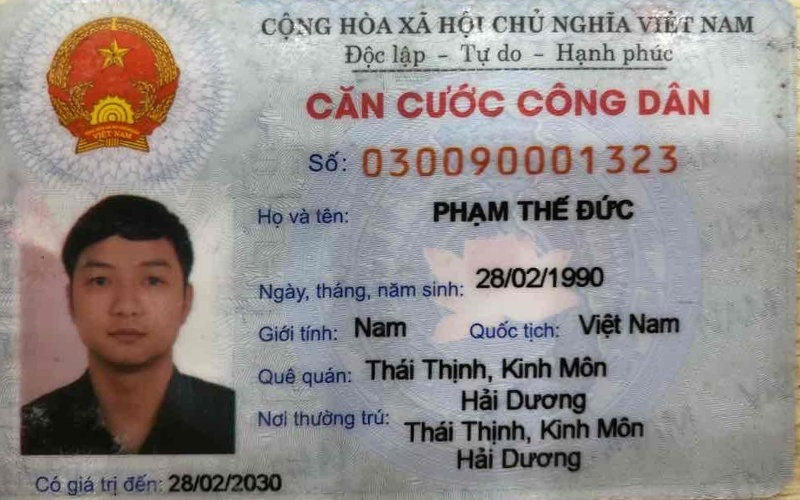 CỘNG HÒA XÃ HỘI CHỦ NGHĨA VIỆT NAM
Độc lập - Tự do - Hạnh phúc
CĂN CƯỚC CÔNG DÂN
Số: 030090001323
Họ và tên: PHẠM THẾ ĐỨC
Ngày, tháng, năm sinh: 28/02/1990
Giới tính: Nam Quốc tịch: Việt Nam
Quê quán: Thái Thịnh, Kinh Môn
Hải Dương
Nơi thường trú: Thái Thịnh, Kinh Môn
Hải Dương
Có giá trị đến: 28/02/2030
VIỆT NAM